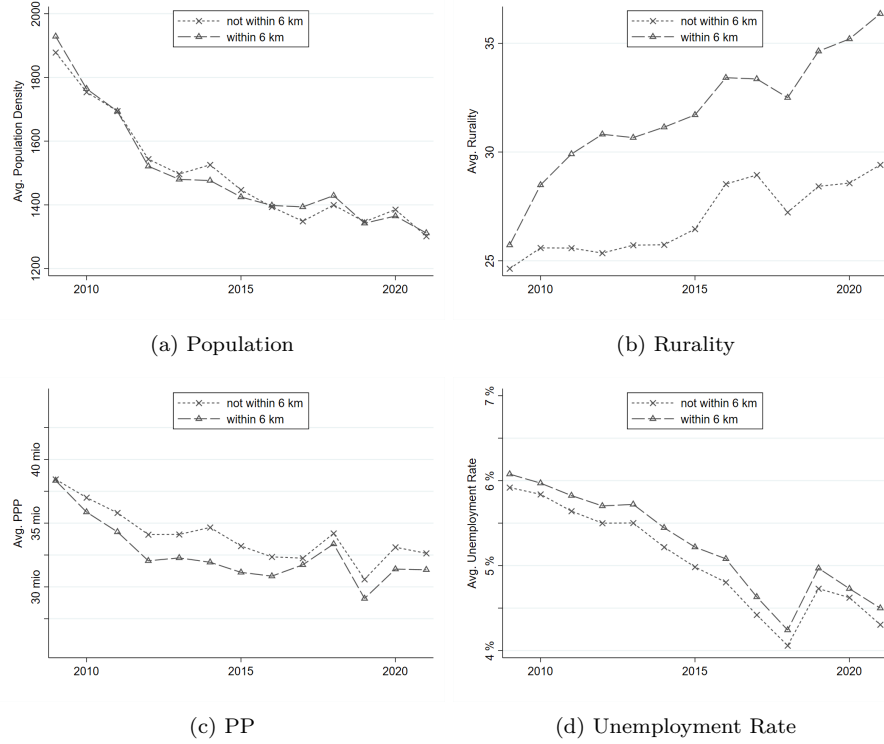 not within 6 km
within 6 km
Avg. Population Density
2000
1800
1600
1400
1200
2010
2015
2020
(a) Population
not within 6 km
within 6 km
Avg. Rurality
35
30
25
2010
2015
2020
(b) Rurality
not within 6 km
within 6 km
Avg. PPP
40 mio
35 mio
30 mio
2010
2015
2020
(c) PP
not within 6 km
within 6 km
Avg. Unemployment Rate
7 %
6 %
5 %
4 %
2010
2015
2020
(d) Unemployment Rate